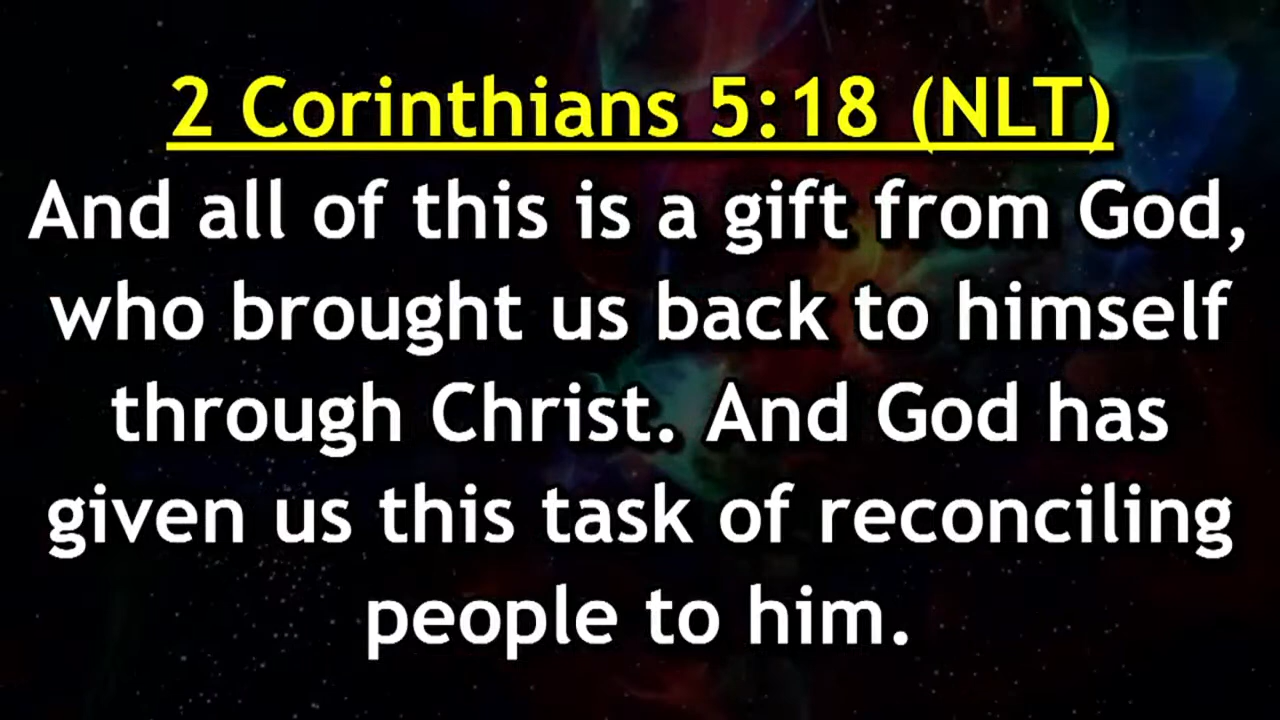 2 Corinthians 5:18 (NLT)
And all of this is a gift from God,
who brought us back to himself
through Christ. And God has
given us this task of reconciling
people to him.